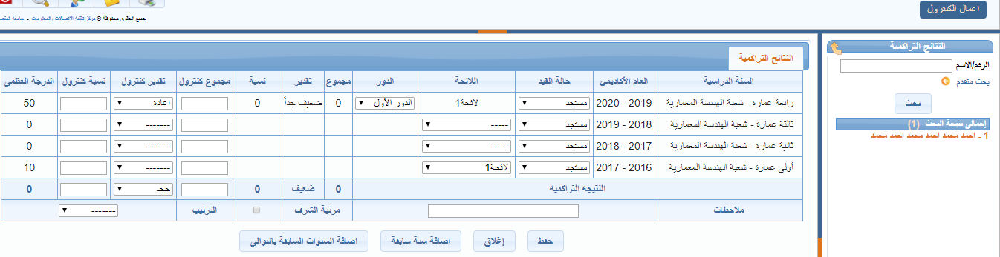 اعمال الكنترول
جميع الحقوق محفوظة © مركز تقنية الاتصالات والمعلومات - جامعة
النتائج التراكمية
الرقم/الاسم
بحث متقدم
بحث
إجمالى نتيجة البحث (1)
1 - احمد محمد احمد محمد احمد محمد
النتائج التراكمية
السنة الدراسية العام الأكاديمي حالة القيد اللائحة الدور مجموع تقدير نسبة مجموع كنترول تقدير كنترول نسبة كنترول الدرجة العظمى
رابعة عمارة - شعبة الهندسة المعمارية 2019 - 2020 مستجد لائحة1 الدور الأول 0 ضعيف جداً 0 اعادة 50
ثالثة عمارة - شعبة الهندسة المعمارية 2018 - 2019 مستجد ----- ------- 0
ثانية عمارة - شعبة الهندسة المعمارية 2017 - 2018 مستجد ----- ------- 0
أولى عمارة - شعبة الهندسة المعمارية 2016 - 2017 مستجد لائحة1 ------- 10
النتيجة التراكمية 0 ضعيف 0 ججـ 0
ملاحظات مرتبة الشرف الترتيب -------
حفظ إغلاق اضافة سنة سابقة اضافة السنوات السابقة بالتوالى